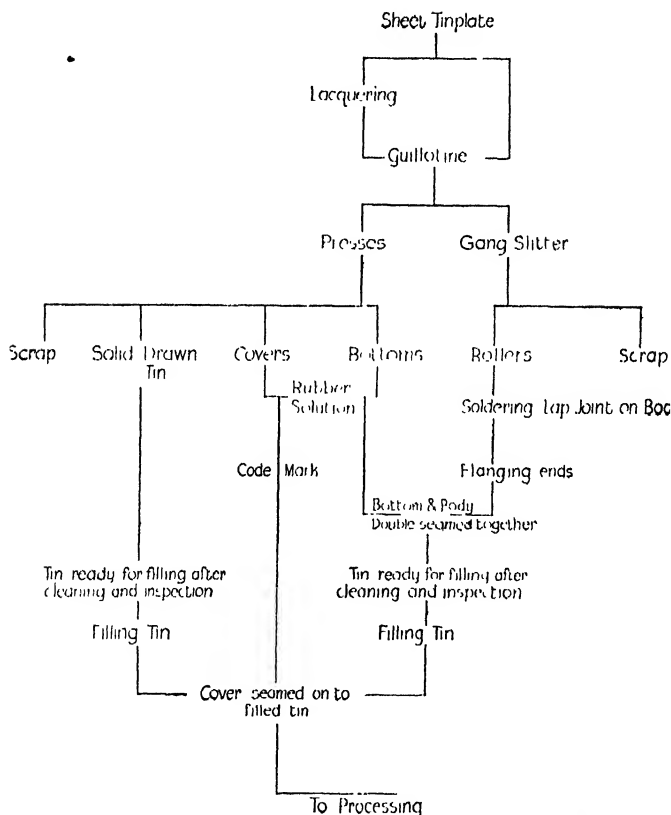 Sheet Tinplate
Lacquering
Guillotine
Presses Gang Slitter
Scrap Solid Drawn Covers Bottoms Rollers Scrap
Tin
Rubber
Solution
Soldering Lap Joint on Bod
Code Mark
Flanging ends
Bottom & Body
Double seamed together
Tin ready for filling after
cleaning and inspection
Tin ready for filling after
cleaning and inspection
Filling Tin
Filling Tin
Cover seamed on to
filled tin
To Processing